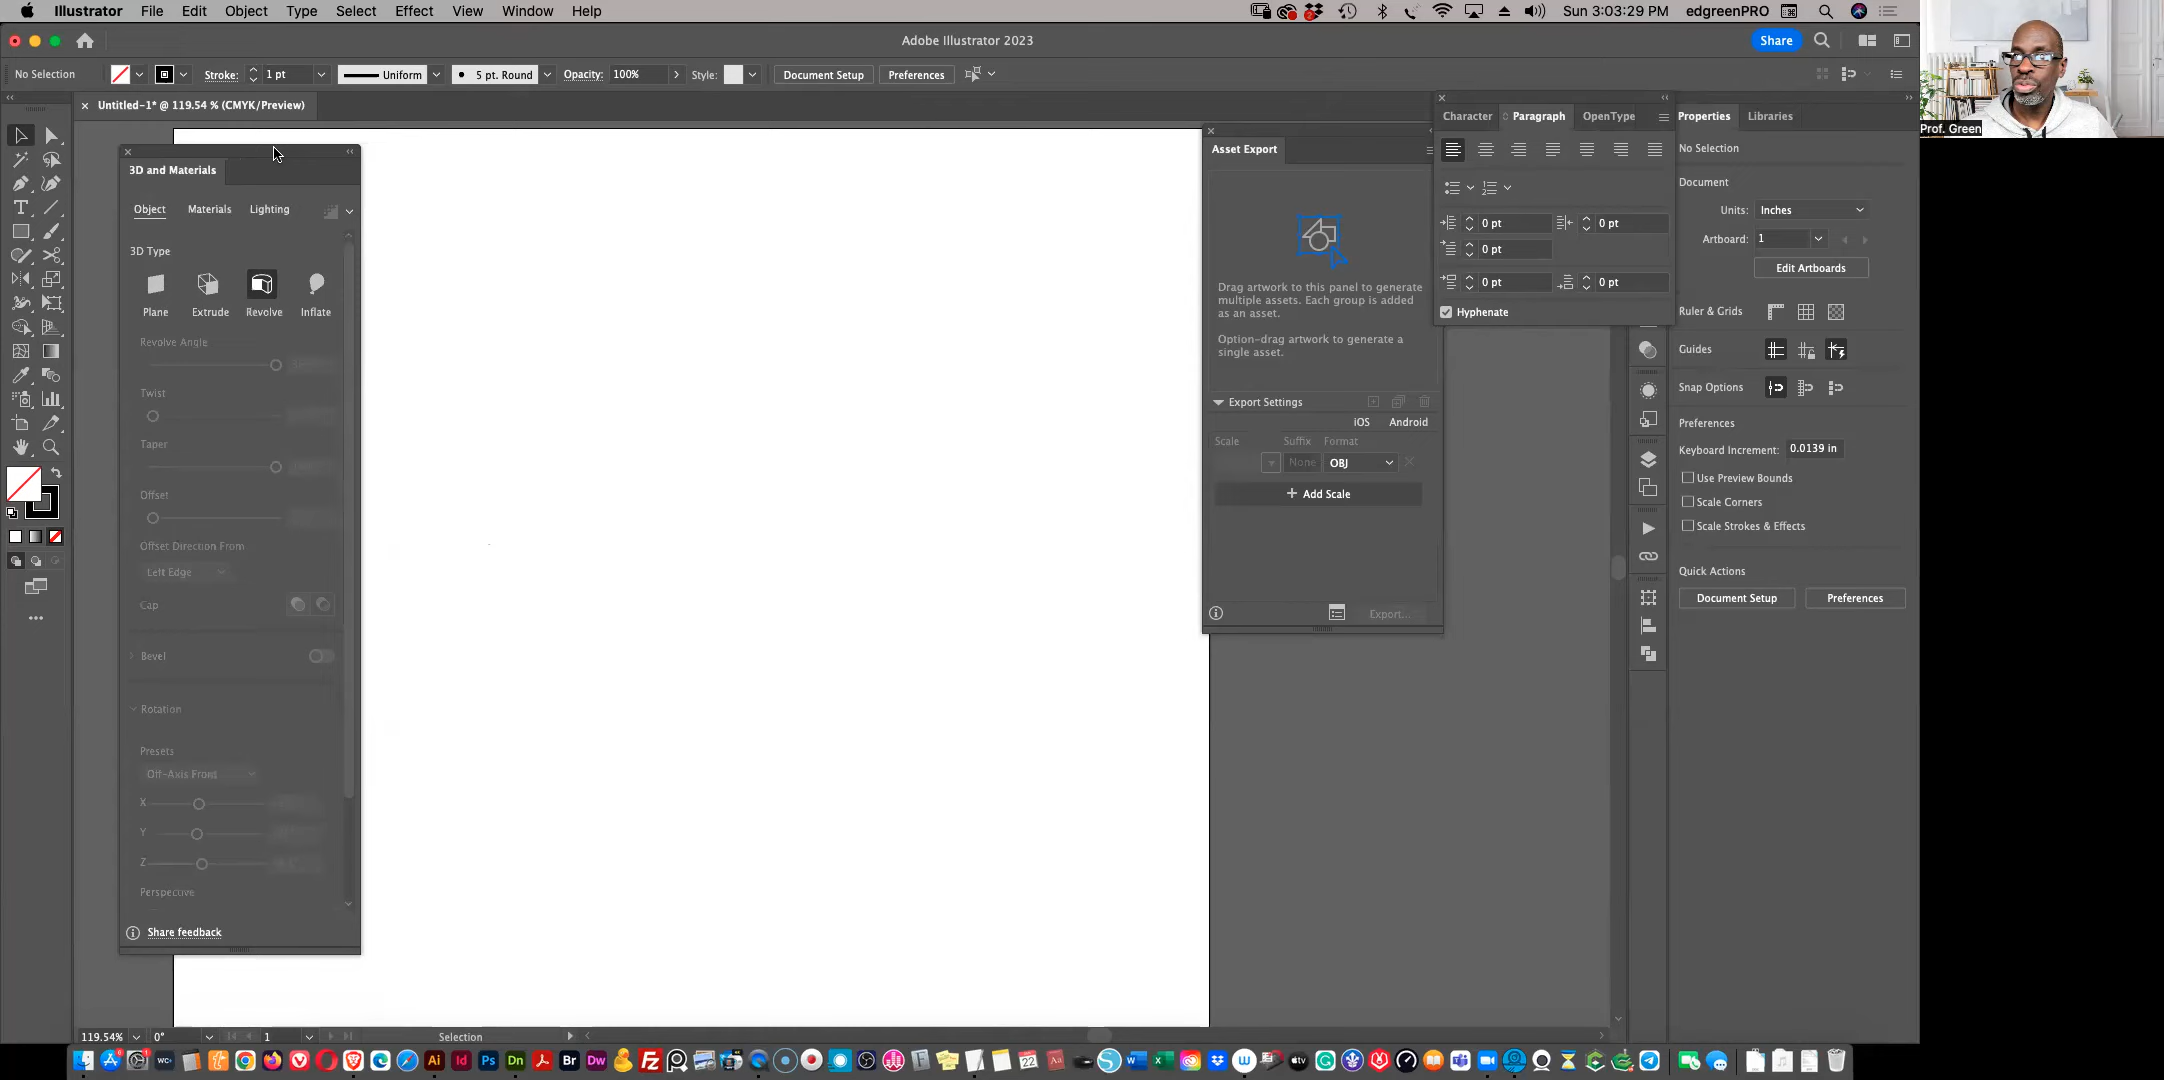 Illustrator File Edit Object Type Select Effect View Window Help
Sun 3:03:29 PM edgreenPRO
Adobe Illustrator 2023
Share
No Selection
Stroke: 1 pt
Uniform
5 pt. Round
Opacity: 100%
Style:
Document Setup
Preferences
Untitled-1* @ 119.54 % (CMYK/Preview)
3D and Materials
Object Materials Lighting
3D Type
Plane Extrude Revolve Inflate
Revolve Angle
Twist
Taper
Offset
Offset Direction From
Left Edge
Cap
Bevel
Rotation
Presets
Off-Axis Front
X
Y
Z
Perspective
Share feedback
Asset Export
Drag artwork to this panel to generate
multiple assets. Each group is added
as an asset.
Option-drag artwork to generate a
single asset.
Export Settings
iOS Android
Scale Suffix Format
None OBJ
+ Add Scale
Export...
Character Paragraph OpenType
0 pt 0 pt
0 pt
0 pt 0 pt
Hyphenate
Properties Libraries
No Selection
Document
Units: Inches
Artboard: 1
Edit Artboards
Ruler & Grids
Guides
Snap Options
Preferences
Keyboard Increment: 0.0139 in
Use Preview Bounds
Scale Corners
Scale Strokes & Effects
Quick Actions
Document Setup Preferences
Prof. Green
119.54% 0° 1 Selection